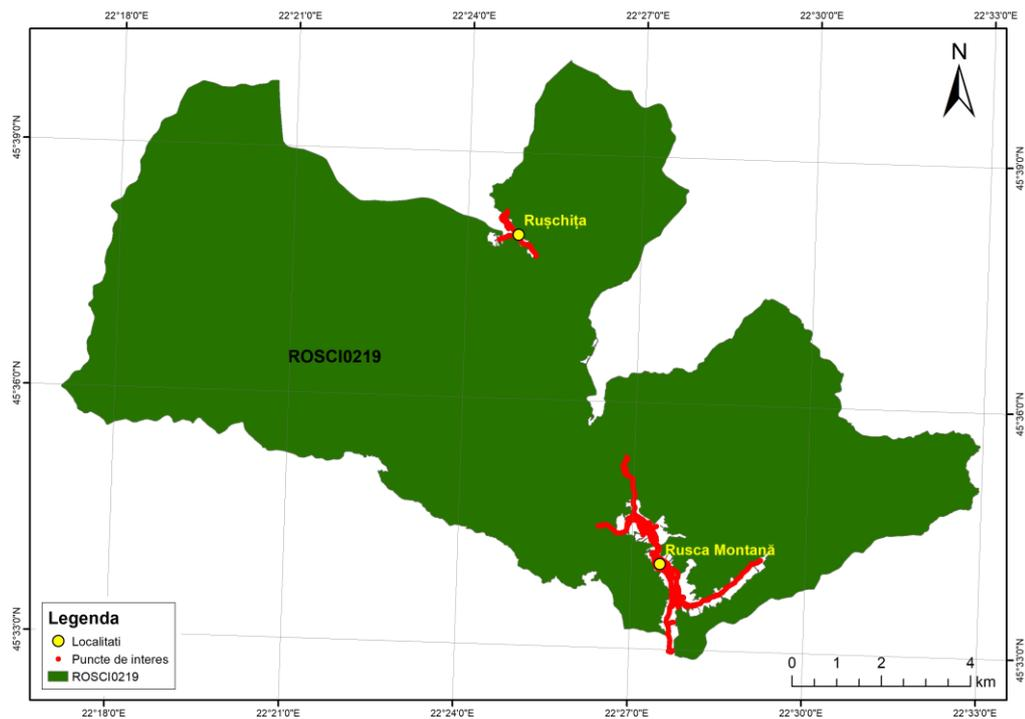 22°18'0"E 22°21'0"E 22°24'0"E 22°27'0"E 22°30'0"E 22°33'0"E
N
45°39'0"N
45°39'0"N
Rușchița
ROSCI0219
45°36'0"N
45°36'0"N
Rusca Montană
Legenda
Localitati
Puncte de interes
ROSCI0219
45°33'0"N
45°33'0"N
0 1 2 4
km
22°18'0"E 22°21'0"E 22°24'0"E 22°27'0"E 22°30'0"E 22°33'0"E